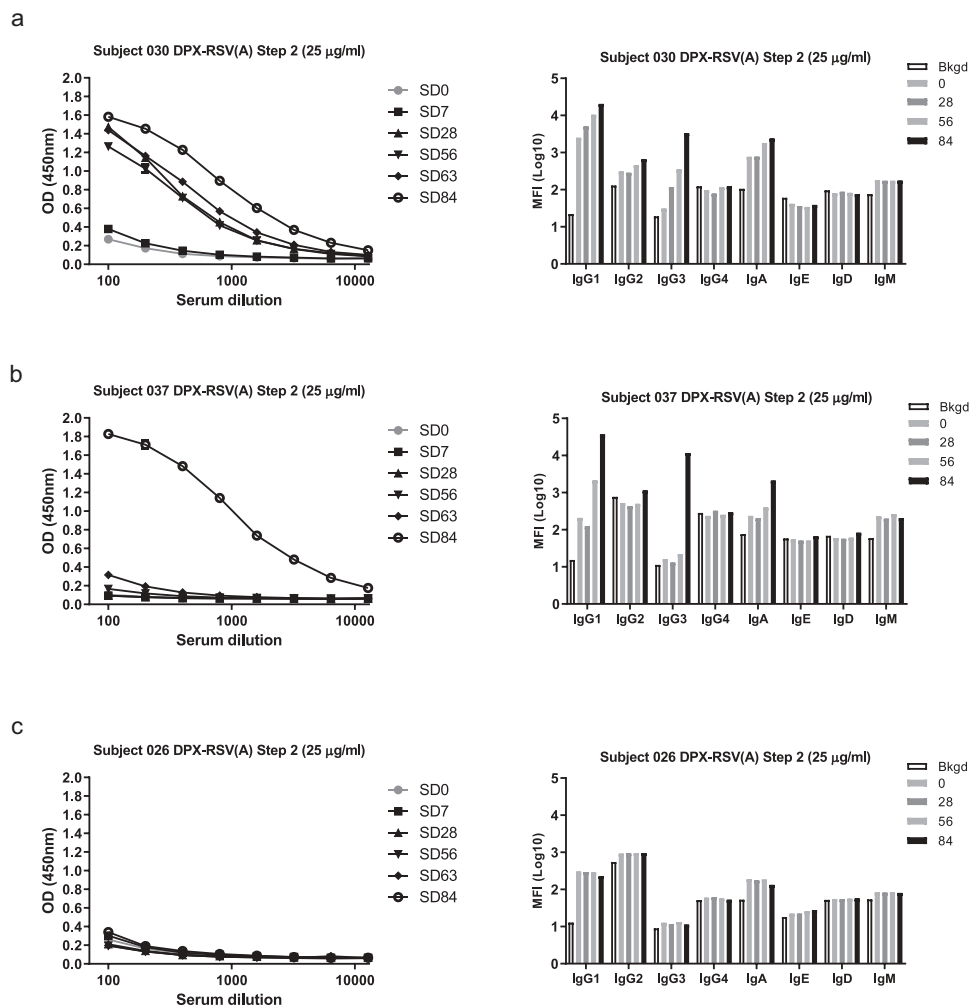 a
Subject 030 DPX-RSV(A) Step 2 (25 μg/ml)
2.0
1.8
1.6
1.4
1.2
1.0
0.8
0.6
0.4
0.2
0.0
OD (450nm)
100 1000 10000
Serum dilution
SD0
SD7
SD28
SD56
SD63
SD84
Subject 030 DPX-RSV(A) Step 2 (25 μg/ml)
5
4
3
2
1
0
MFI (Log10)
IgG1 IgG2 IgG3 IgG4 IgA IgE IgD IgM
Bkgd
0
28
56
84
b
Subject 037 DPX-RSV(A) Step 2 (25 μg/ml)
2.0
1.8
1.6
1.4
1.2
1.0
0.8
0.6
0.4
0.2
0.0
OD (450nm)
100 1000 10000
Serum dilution
SD0
SD7
SD28
SD56
SD63
SD84
Subject 037 DPX-RSV(A) Step 2 (25 μg/ml)
5
4
3
2
1
0
MFI (Log10)
IgG1 IgG2 IgG3 IgG4 IgA IgE IgD IgM
Bkgd
0
28
56
84
c
Subject 026 DPX-RSV(A) Step 2 (25 μg/ml)
2.0
1.8
1.6
1.4
1.2
1.0
0.8
0.6
0.4
0.2
0.0
OD (450nm)
100 1000 10000
Serum dilution
SD0
SD7
SD28
SD56
SD63
SD84
Subject 026 DPX-RSV(A) Step 2 (25 μg/ml)
5
4
3
2
1
0
MFI (Log10)
IgG1 IgG2 IgG3 IgG4 IgA IgE IgD IgM
Bkgd
0
28
56
84